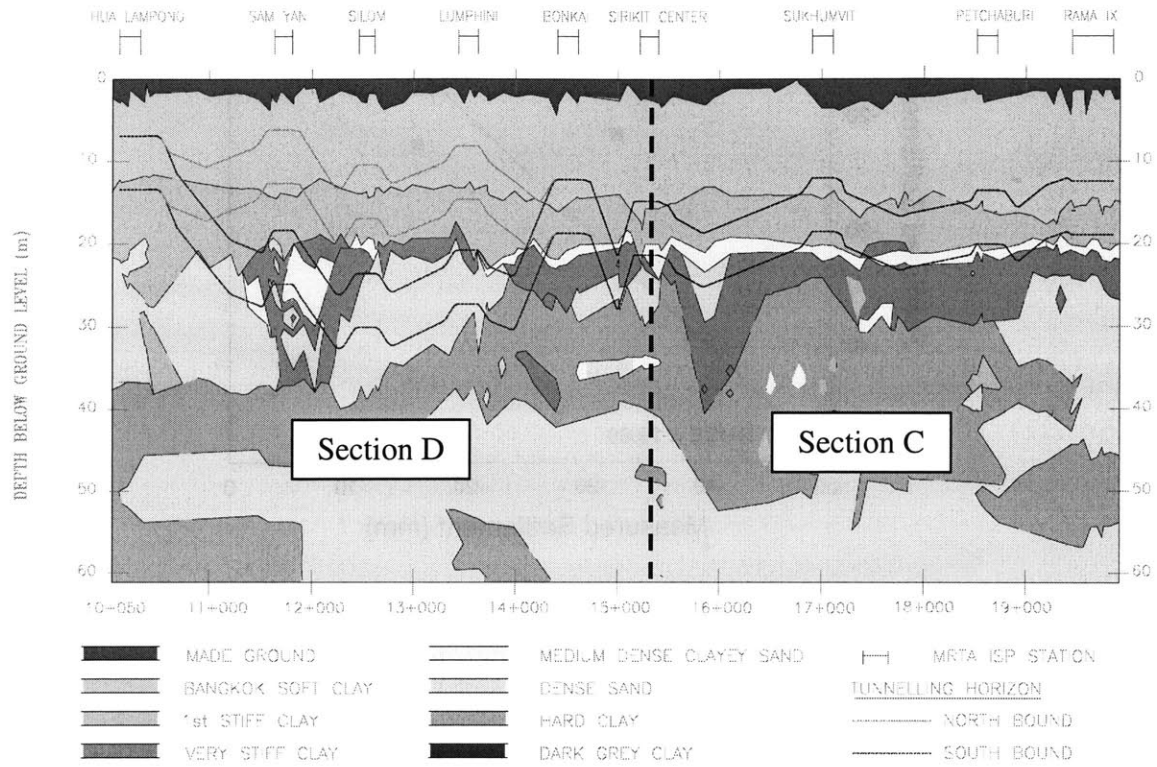 HUA LAMPONG SAM YAN SILOM LUMPHINI BONKAI SIRIKIT CENTER SUKHUMVIT PETCHABURI RAMA IX
0 0
10 10
20 20
30 30
40 40
50 50
60 60
DEPTH BELOW GROUND LEVEL (m)
Section D Section C
Measured Settlement (mm)
10+050 11+000 12+000 13+000 14+000 15+000 16+000 17+000 18+000 19+000
MADE GROUND MEDIUM DENSE CLAYEY SAND MRTA ISP STATION
BANGKOK SOFT CLAY DENSE SAND TUNNELLING HORIZON
1st STIFF CLAY HARD CLAY NORTH BOUND
VERY STIFF CLAY DARK GREY CLAY SOUTH BOUND